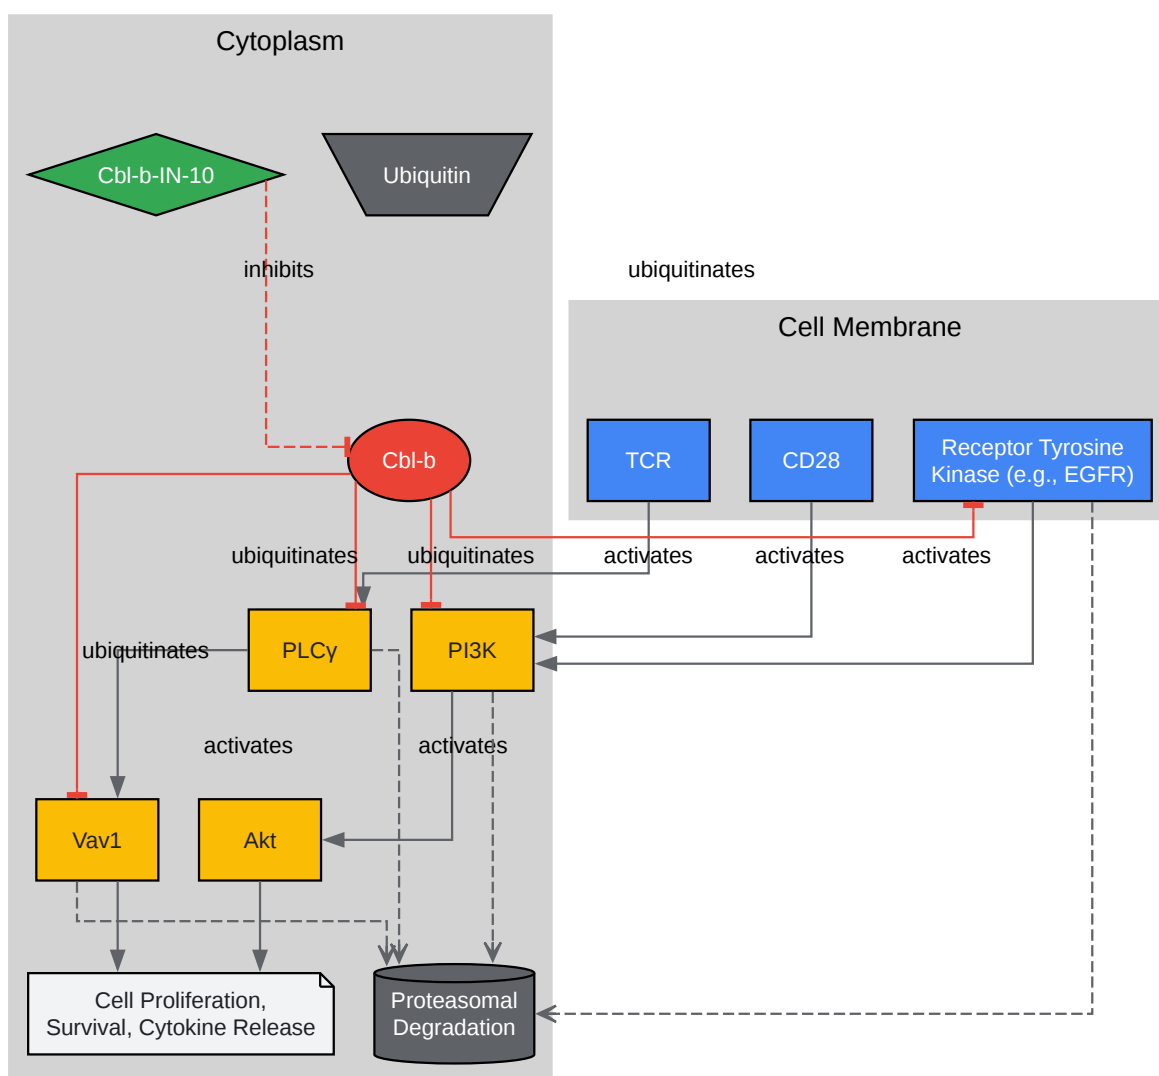 Cytoplasm
Cbl-b-IN-10
Ubiquitin
inhibits
ubiquitinates
Cell Membrane
Cbl-b
TCR
CD28
Receptor Tyrosine
Kinase (e.g., EGFR)
ubiquitinates
ubiquitinates
activates
activates
activates
ubiquitinates
PLCγ
PI3K
activates
activates
Vav1
Akt
Cell Proliferation,
Survival, Cytokine Release
Proteasomal
Degradation